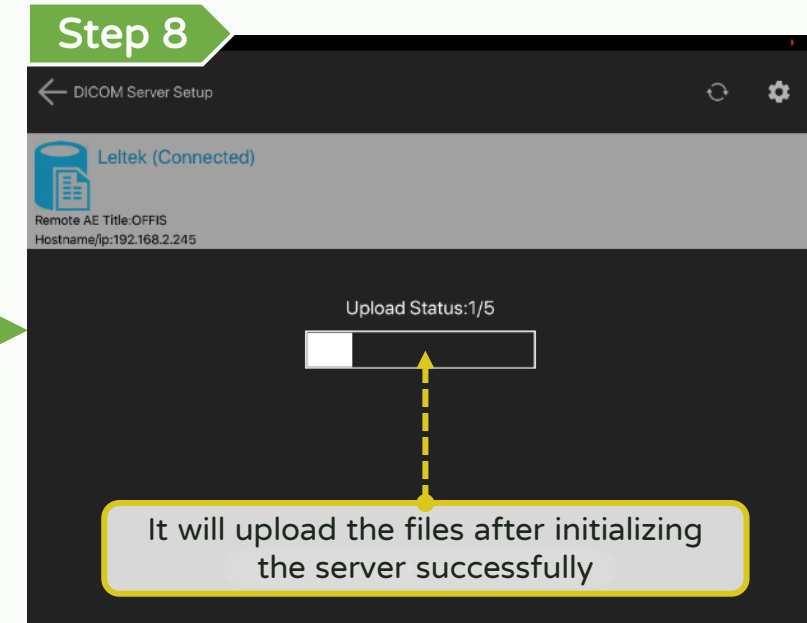 Step 8
DICOM Server Setup
Leltek (Connected)
Remote AE Title:OFFIS
Hostname/ip:192.168.2.245
Upload Status:1/5
It will upload the files after initializing
the server successfully